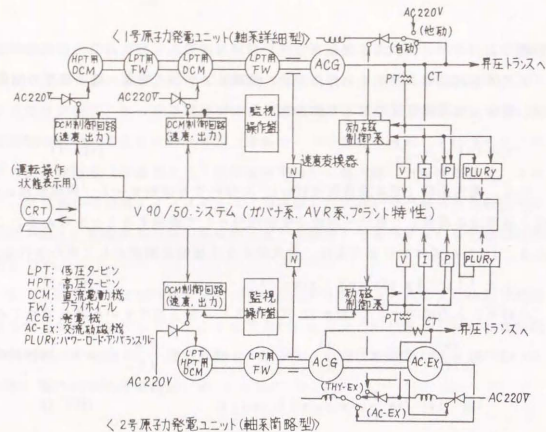 〈1号原子力発電ユニット(軸系詳細型)〉
AC220V
(他励)
(自励)
HPT用
DCM
LPT用
FW
LPT用
DCM
LPT用
FW
ACG
PT
CT
昇圧トランスへ
AC220V
AC220V
DCM制御回路
(速度・出力)
DCM制御回路
(速度・出力)
監視
操作盤
励磁
制御系
速度変換器
N
V
I
P
PLURy
(運転操作
状態表示用)
CRT
V90/50.システム (ガバナ系, AVR系,プラント特性)
N
V
I
P
PLURy
LPT: 低圧タービン
HPT: 高圧タービン
DCM: 直流電動機
FW: フライホイール
ACG: 発電機
AC-EX: 交流励磁機
PLURy:パワー・ロード・アンバランスリレー
DCM制御回路
(速度,出力)
監視
操作盤
励磁
制御系
PT
CT
昇圧トランスへ
AC220V
LPT
HPT用
DCM
LPT用
FW
ACG
AC-EX
(THY-EX)
(AC-EX)
AC220V
〈2号原子力発電ユニット(軸系簡略型)〉